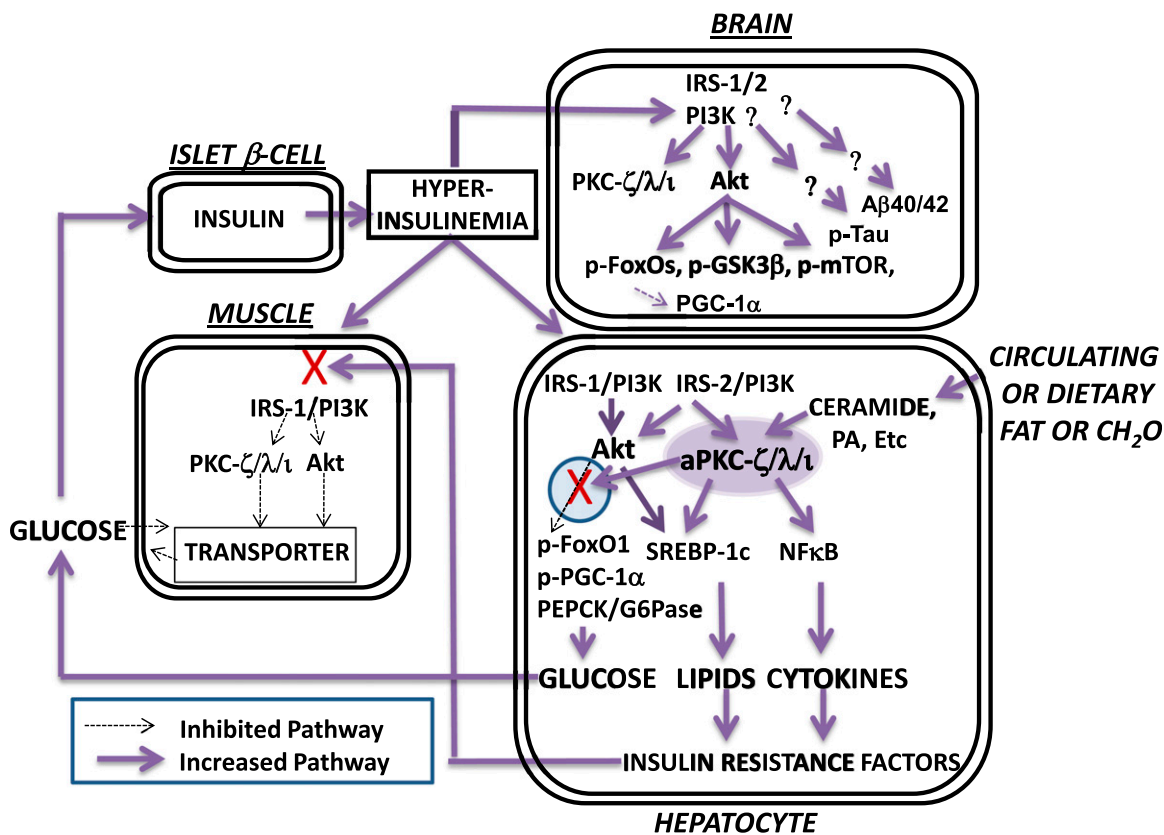 BRAIN
IRS-1/2
PI3K ? ?
PKC-ζ/λ/ι Akt ? ?
Aβ40/42
p-Tau
p-FoxOs, p-GSK3β, p-mTOR,
PGC-1α
ISLET β-CELL
INSULIN
HYPER-
INSULINEMIA
MUSCLE
X
IRS-1/PI3K
PKC-ζ/λ/ι Akt
GLUCOSE
TRANSPORTER
IRS-1/PI3K IRS-2/PI3K
CERAMIDE,
PA, Etc
CIRCULATING
OR DIETARY
FAT OR CH₂O
Akt
aPKC-ζ/λ/ι
X
p-FoxO1 SREBP-1c NFκB
p-PGC-1α
PEPCK/G6Pase
GLUCOSE LIPIDS CYTOKINES
INSULIN RESISTANCE FACTORS
HEPATOCYTE
Inhibited Pathway
Increased Pathway